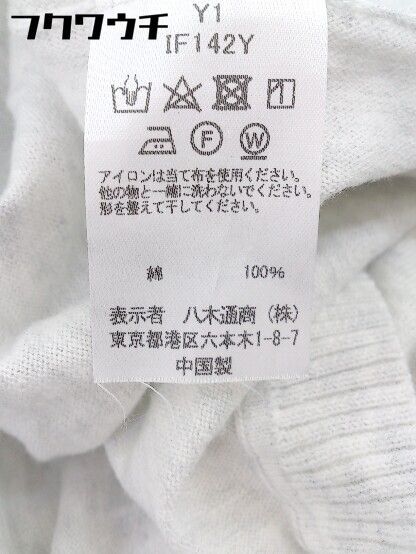 フクワウチ
Y1
IF142Y
F W
アイロンは当て布を使用ください。
他の物と一緒に洗わないでください。
形を整えて干してください。
綿 100%
表示者 八木通商(株)
東京都港区六本木1-8-7
中国製